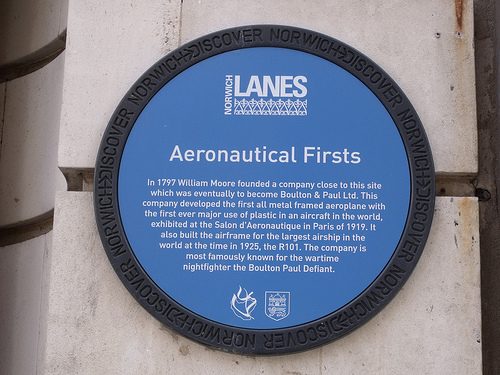 DISCOVER NORWICH>DISCOVER NORWICH>DISCOVER NORWICH>DISCOVER NORWICH>DISCOVER NORWICH>DISCOVER NORWICH>
NORWICH
LANES
Aeronautical Firsts
In 1797 William Moore founded a company close to this site
which was eventually to become Boulton & Paul Ltd. This
company developed the first all metal framed aeroplane with
the first ever major use of plastic in an aircraft in the world,
exhibited at the Salon d'Aeronautique in Paris of 1919. It
also built the airframe for the largest airship in the
world at the time in 1925, the R101. The company is
most famously known for the wartime
nightfighter the Boulton Paul Defiant.